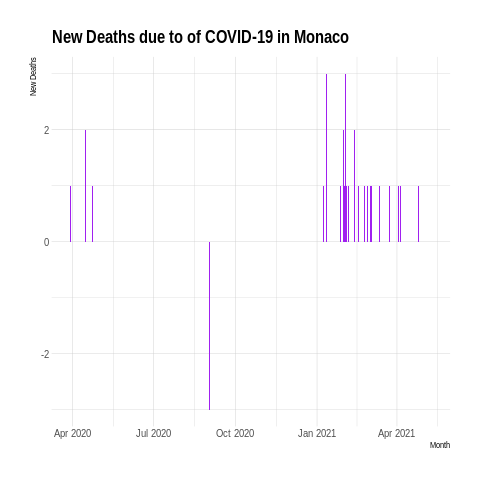 New Deaths due to of COVID-19 in Monaco
New Deaths
2
0
-2
Apr 2020 Jul 2020 Oct 2020 Jan 2021 Apr 2021
Month